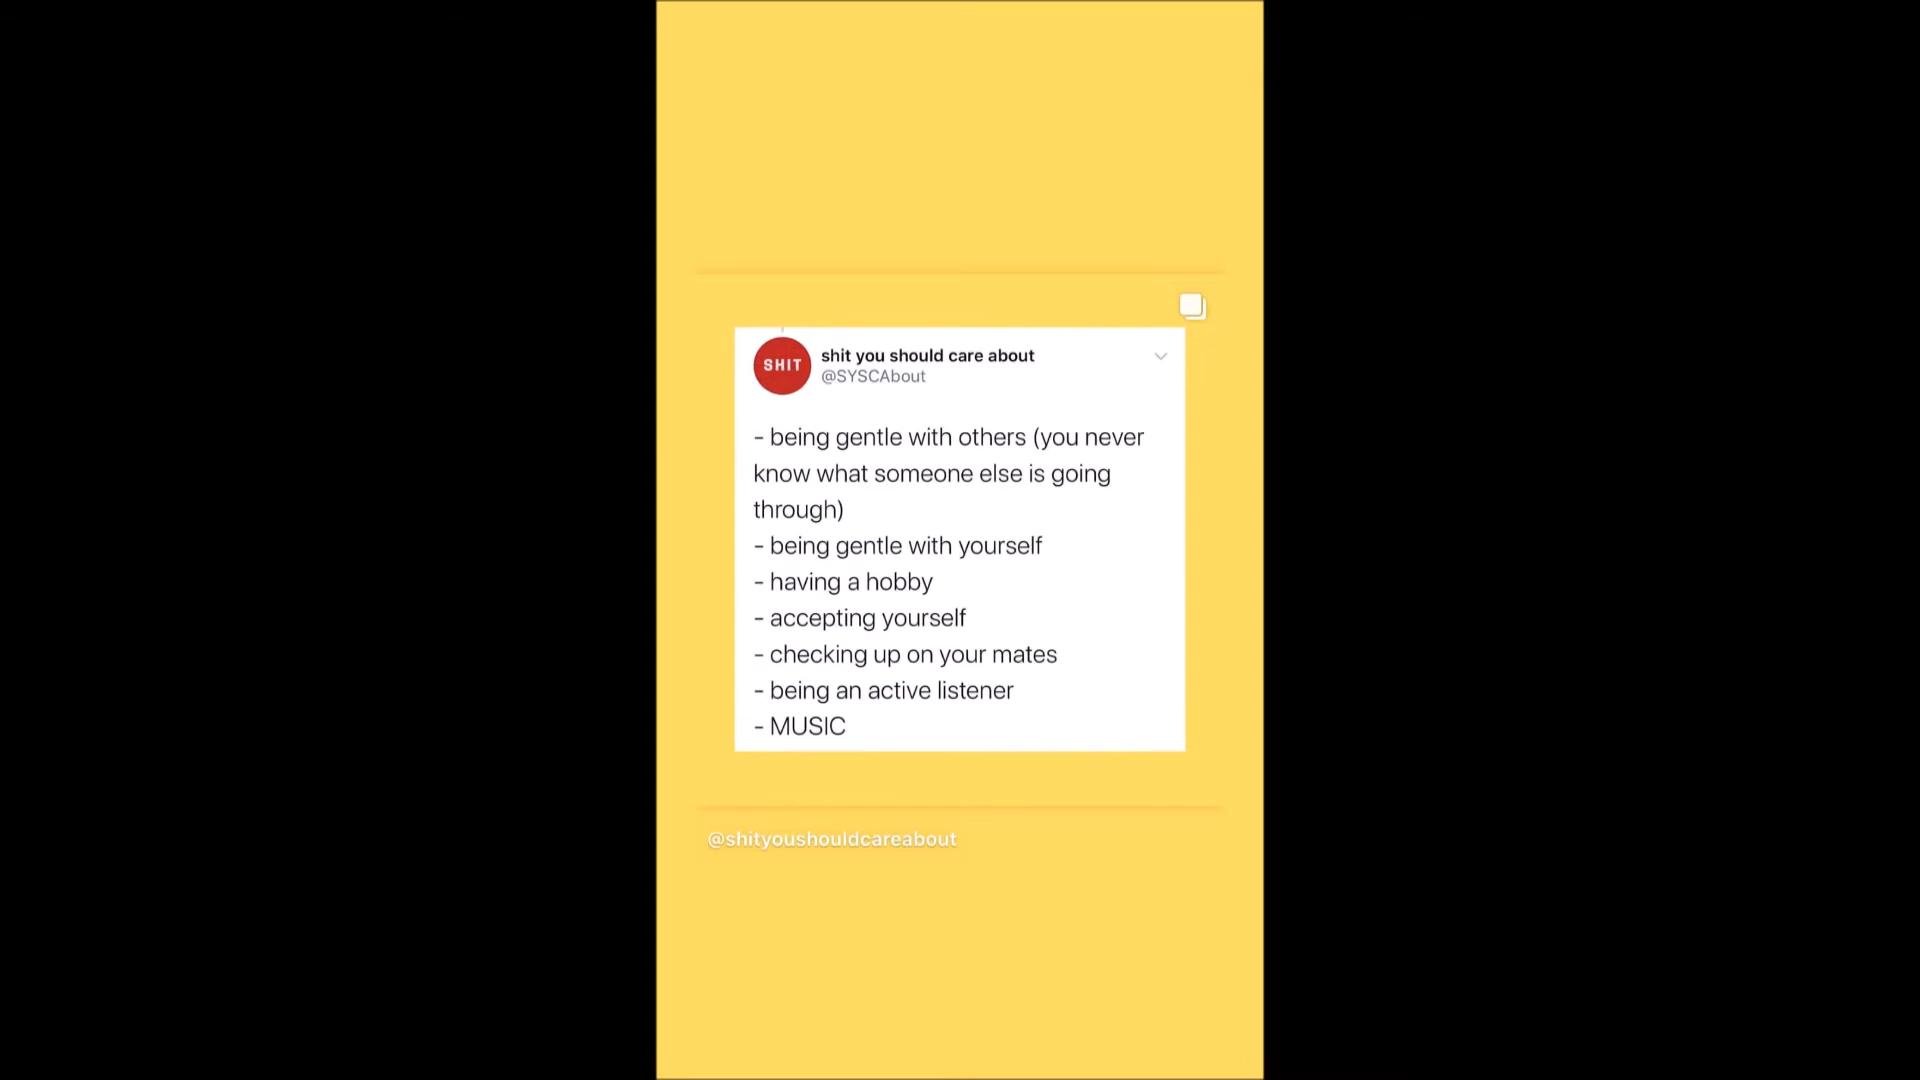 SHIT
shit you should care about
@SYSCAbout
- being gentle with others (you never
know what someone else is going
through)
- being gentle with yourself
- having a hobby
- accepting yourself
- checking up on your mates
- being an active listener
- MUSIC
@shityoushouldcareabout